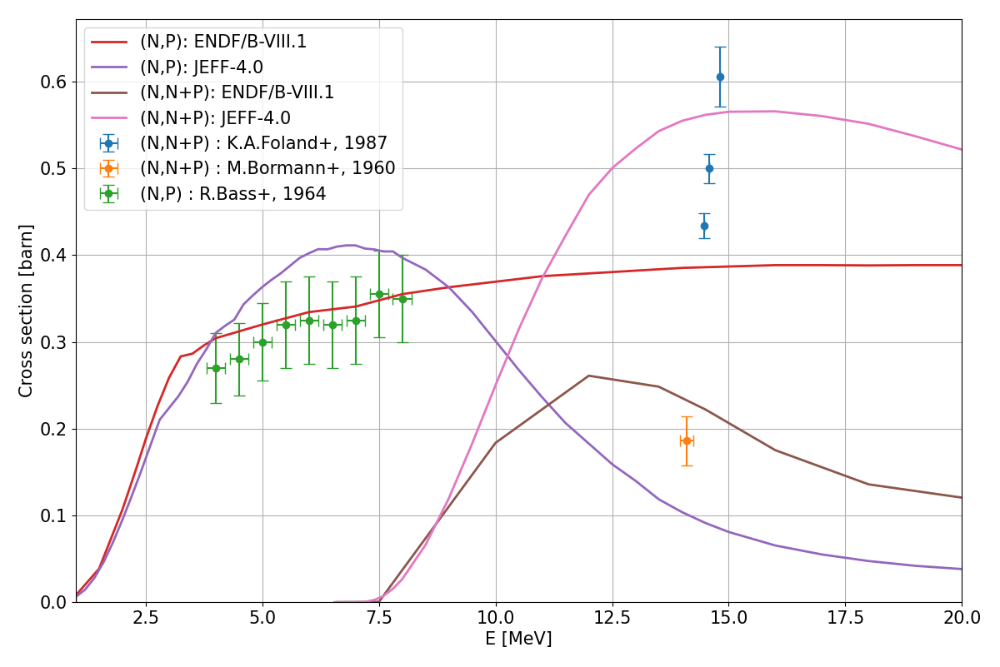 (N,P): ENDF/B-VIII.1
(N,P): JEFF-4.0
(N,N+P): ENDF/B-VIII.1
(N,N+P): JEFF-4.0
(N,N+P) : K.A.Foland+, 1987
(N,N+P) : M.Bormann+, 1960
(N,P) : R.Bass+, 1964
Cross section [barn]
0.6
0.5
0.4
0.3
0.2
0.1
0.0
2.5 5.0 7.5 10.0 12.5 15.0 17.5 20.0
E [MeV]